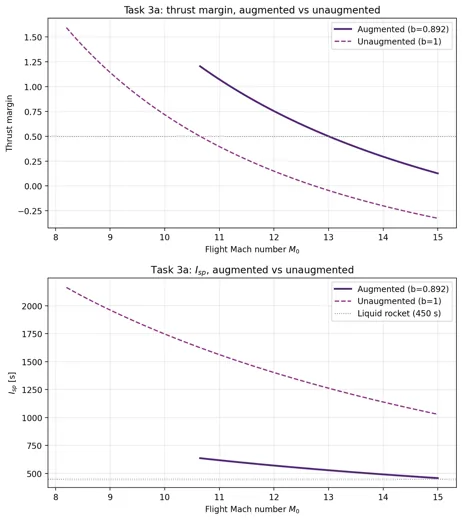 Task 3a: thrust margin, augmented vs unaugmented
1.50
1.25
1.00
0.75
0.50
0.25
0.00
−0.25
Thrust margin
Augmented (b=0.892)
Unaugmented (b=1)
8 9 10 11 12 13 14 15
Flight Mach number M₀
Task 3a: Iₛₚ, augmented vs unaugmented
2000
1750
1500
1250
1000
750
500
Iₛₚ [s]
Augmented (b=0.892)
Unaugmented (b=1)
Liquid rocket (450 s)
8 9 10 11 12 13 14 15
Flight Mach number M₀